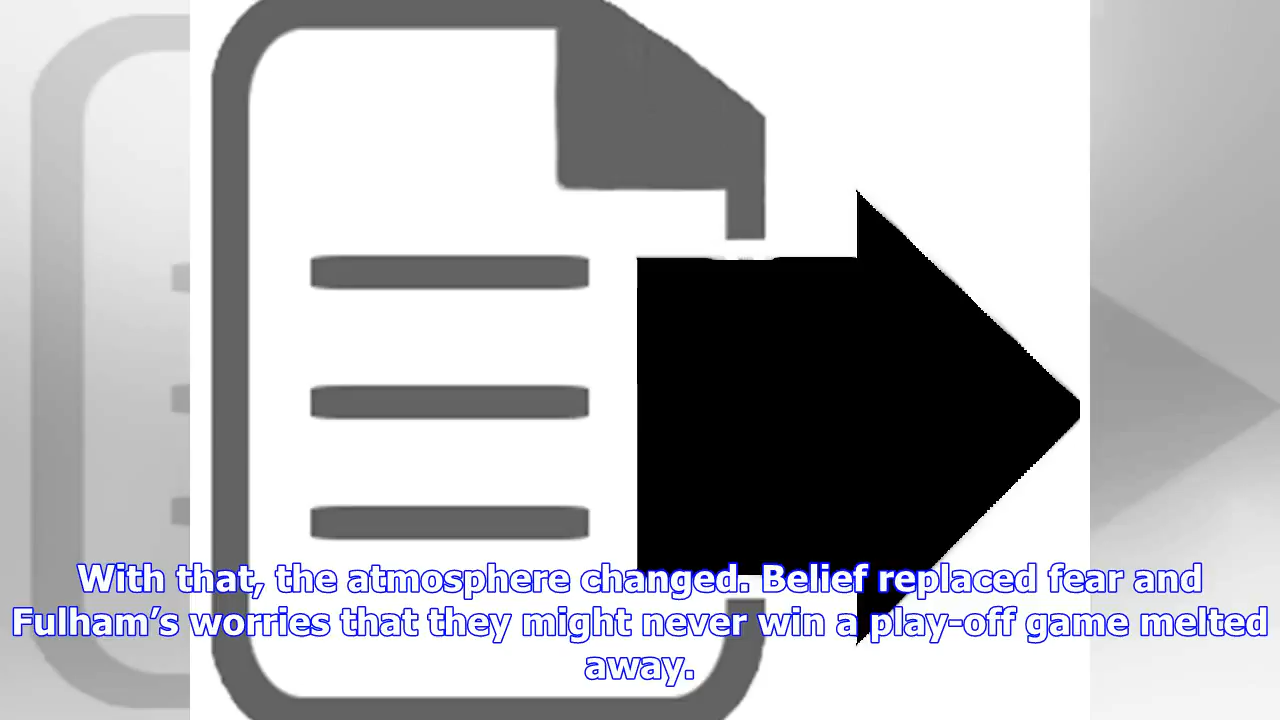 With that, the atmosphere changed. Belief replaced fear and
Fulham’s worries that they might never win a play-off game melted
away.